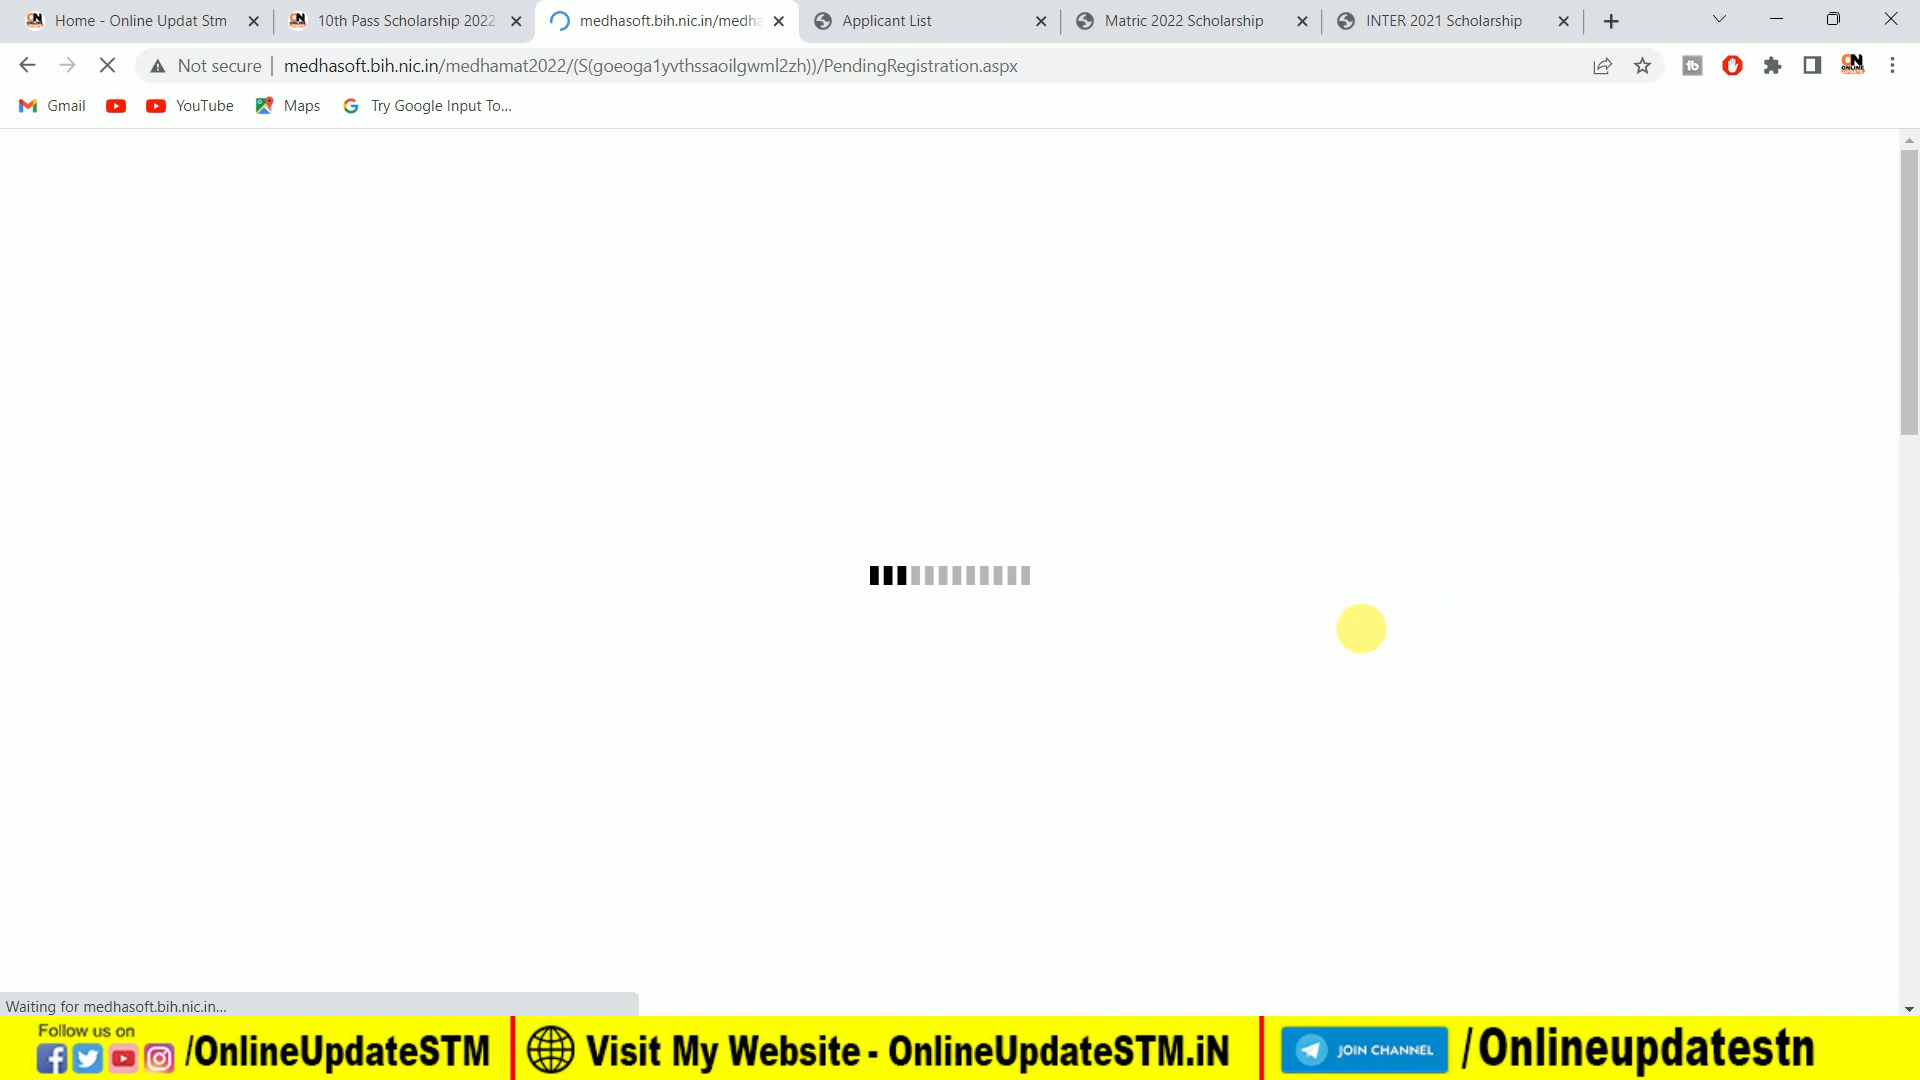 Home - Online Updat Stm
10th Pass Scholarship 2022
medhasoft.bih.nic.in/medha
Applicant List
Matric 2022 Scholarship
INTER 2021 Scholarship
Not secure
medhasoft.bih.nic.in/medhamat2022/(S(goeoga1yvthssaoilgwml2zh))/PendingRegistration.aspx
Gmail
YouTube
Maps
Try Google Input To...
Waiting for medhasoft.bih.nic.in...
Follow us on
/OnlineUpdateSTM
Visit My Website - OnlineUpdateSTM.iN
JOIN CHANNEL
/Onlineupdatestn